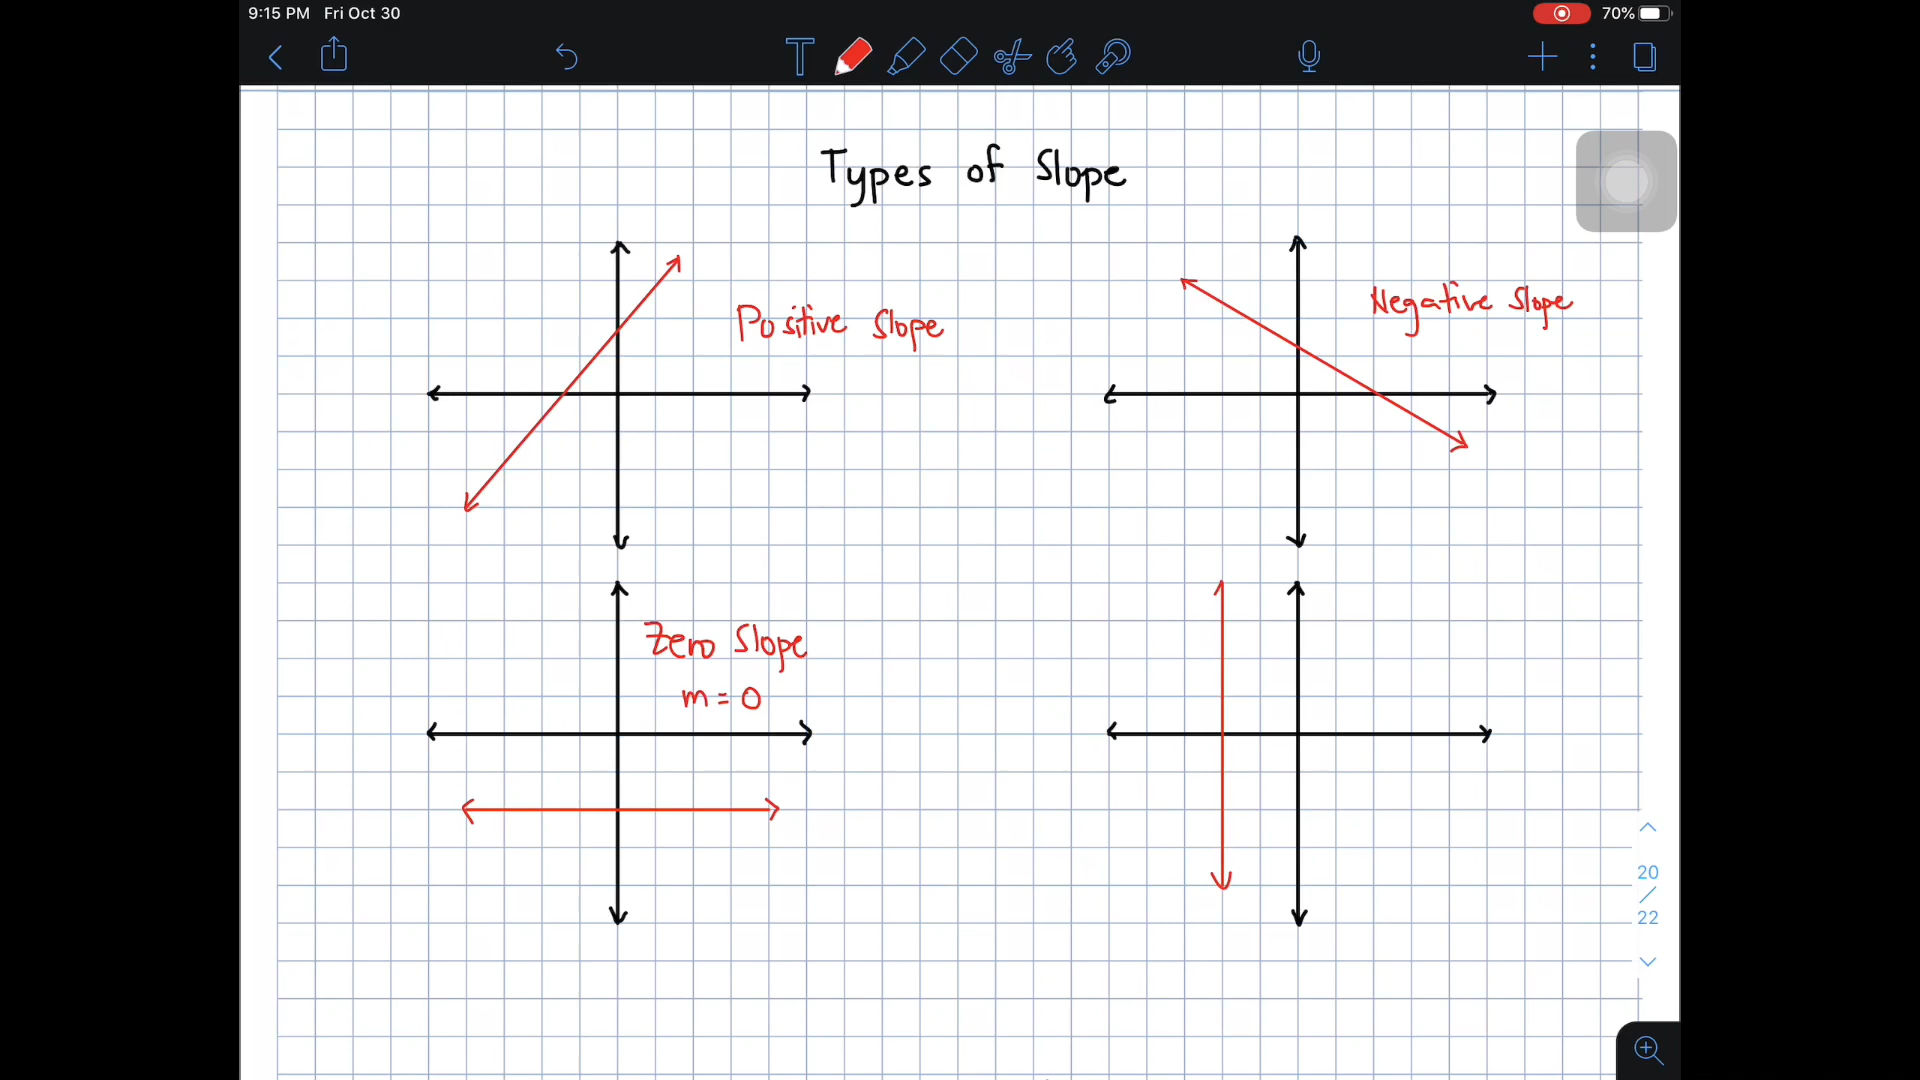 9:15 PM Fri Oct 30
70%
T
Types of Slope
Positive Slope
Negative Slope
Zero Slope
m = 0
20
/
22